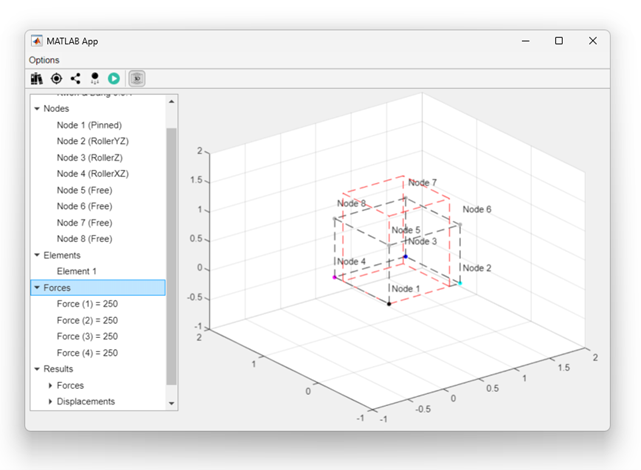 MATLAB App
Options
Nodes
Node 1 (Pinned)
Node 2 (RollerYZ)
Node 3 (RollerZ)
Node 4 (RollerXZ)
Node 5 (Free)
Node 6 (Free)
Node 7 (Free)
Node 8 (Free)
Elements
Element 1
Forces
Force (1) = 250
Force (2) = 250
Force (3) = 250
Force (4) = 250
Results
Forces
Displacements
2
1.5
1
0.5
0
-0.5
-1
2
1
0
-1
-1
-0.5
0
0.5
1
1.5
2
Node 7
Node 8
Node 6
Node 5
Node 3
Node 4
Node 2
Node 1